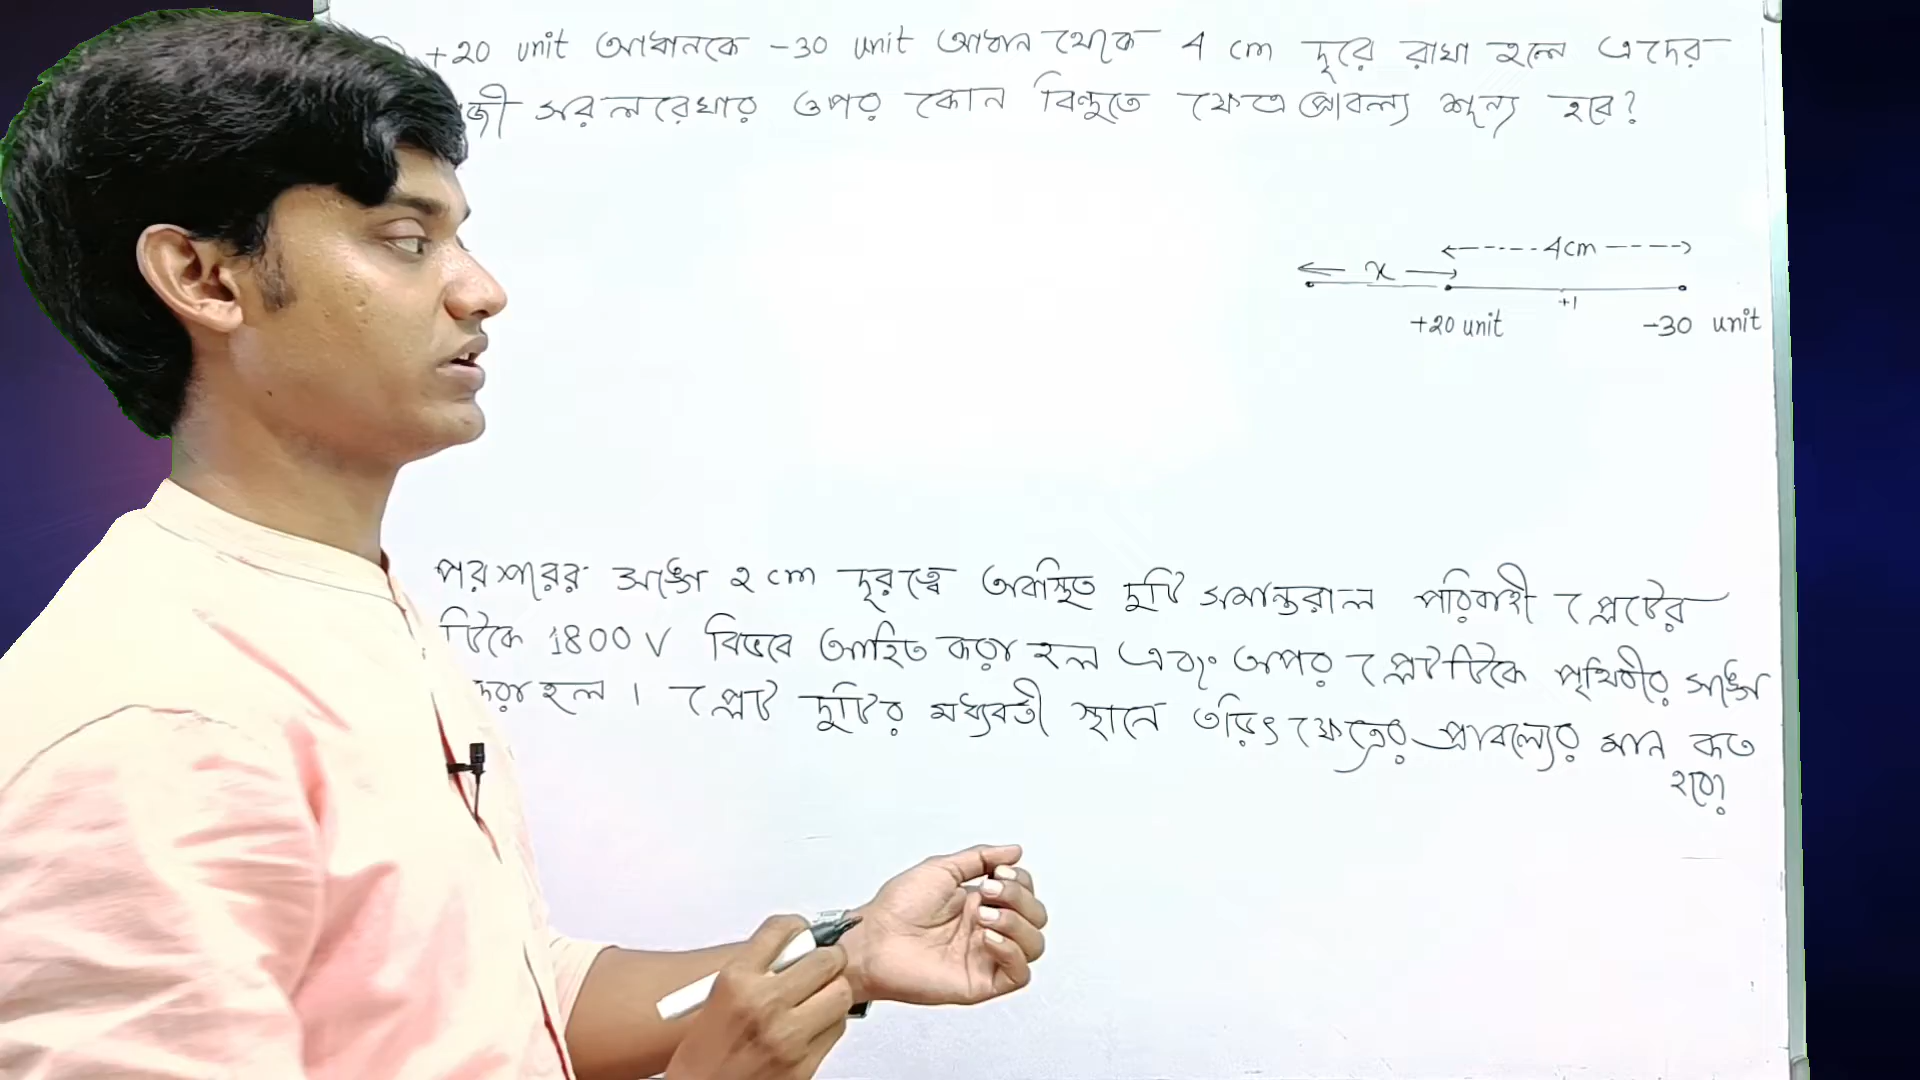 +20 unit আধানকে -30 unit আধান থেকে 4 cm দূরে রাখা হলে এদের
সরলরেখার ওপর কোন বিন্দুতে ক্ষেত্র প্রাবল্য শূন্য হবে?
4cm
x
+1
+20 unit
-30 unit
পরস্পরের সঙ্গে ২ cm দূরত্বে অবস্থিত দুটি সমান্তরাল পরিবাহী প্লেটের
1800 V বিভবে আহিত করা হল এবং অপর প্লেটটিকে পৃথিবীর সঙ্গে
হল । প্লেট দুটির মধ্যবর্তী স্থানে তড়িৎ ক্ষেত্রের প্রাবল্যের মান কত
হবে?